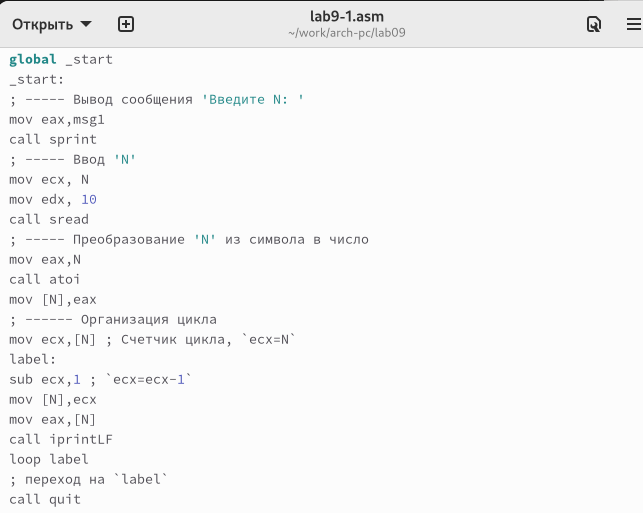 Открыть
lab9-1.asm
~/work/arch-pc/lab09
global _start
_start:
; ----- Вывод сообщения 'Введите N: '
mov eax,msg1
call sprint
; ----- Ввод 'N'
mov ecx, N
mov edx, 10
call sread
; ----- Преобразование 'N' из символа в число
mov eax,N
call atoi
mov [N],eax
; ------ Организация цикла
mov ecx,[N] ; Счетчик цикла, `ecx=N`
label:
sub ecx,1 ; `ecx=ecx-1`
mov [N],ecx
mov eax,[N]
call iprintLF
loop label
; переход на `label`
call quit